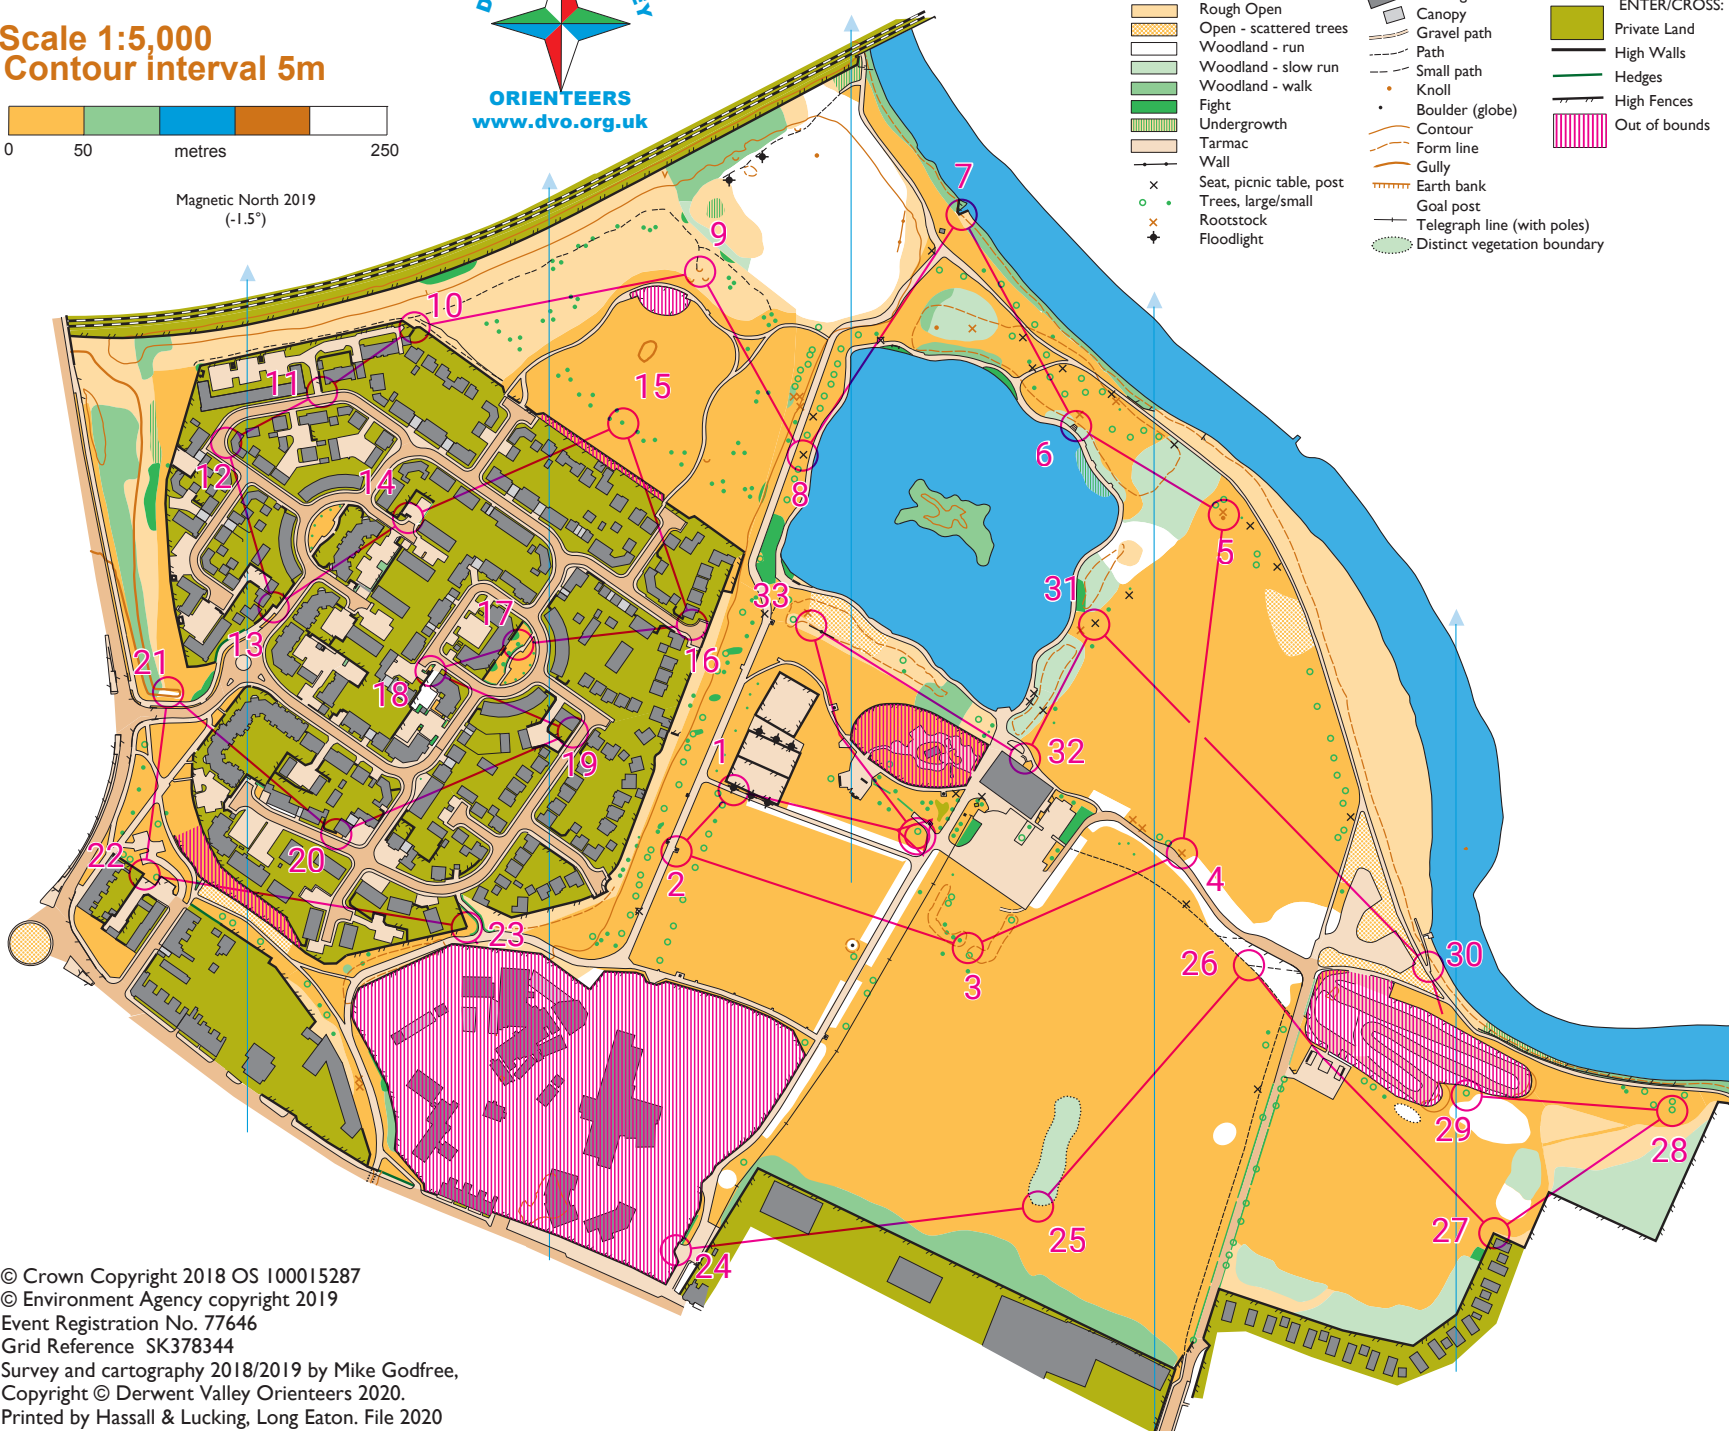 Scale 1:5,000
Contour interval 5m
0 50 metres 250
Magnetic North 2019
(-1.5°)
ORIENTEERS
www.dvo.org.uk
Rough Open
Open - scattered trees
Woodland - run
Woodland - slow run
Woodland - walk
Fight
Undergrowth
Tarmac
Wall
Seat, picnic table, post
Trees, large/small
Rootstock
Floodlight
Canopy
Gravel path
Path
Small path
Knoll
Boulder (globe)
Contour
Form line
Gully
Earth bank
Goal post
Telegraph line (with poles)
Distinct vegetation boundary
ENTER/CROSS:
Private Land
High Walls
Hedges
High Fences
Out of bounds
7
9
10
15
11
12
14
8
6
5
31
33
17
13
16
21
18
1
19
32
20
22
2
4
23
3
26
30
29
28
27
25
24
© Crown Copyright 2018 OS 100015287
© Environment Agency copyright 2019
Event Registration No. 77646
Grid Reference SK378344
Survey and cartography 2018/2019 by Mike Godfree,
Copyright © Derwent Valley Orienteers 2020.
Printed by Hassall & Lucking, Long Eaton. File 2020